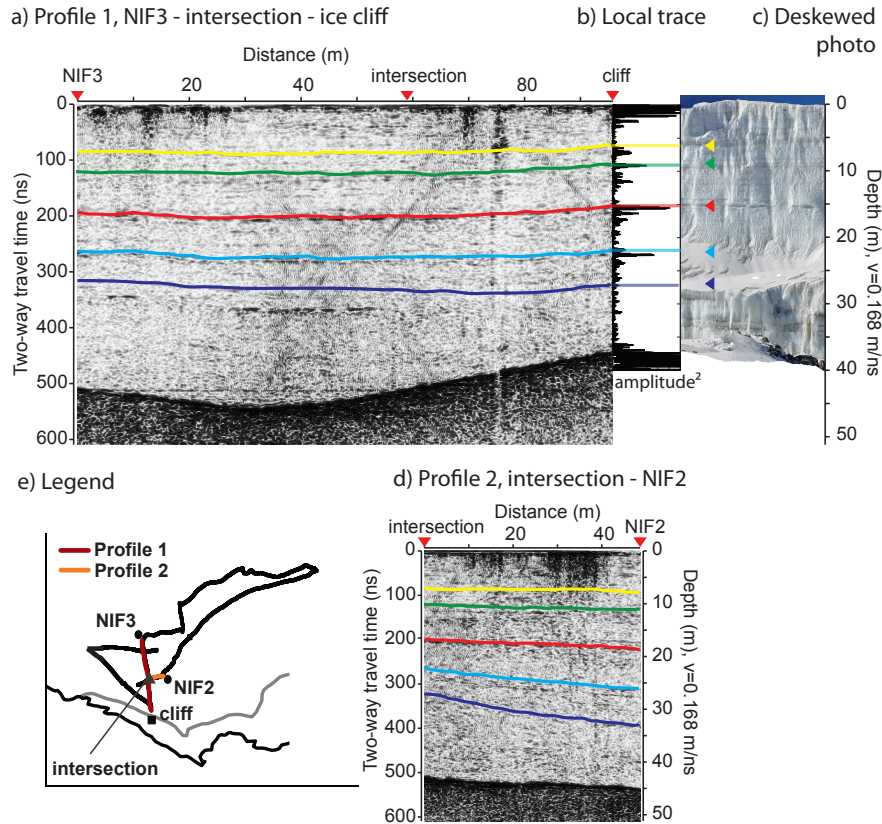 a) Profile 1, NIF3 - intersection - ice cliff
b) Local trace
c) Deskewed photo
Distance (m)
NIF3
20
40
intersection
80
cliff
0
100
200
300
400
500
600
Two-way travel time (ns)
amplitude²
0
10
20
30
40
50
Depth (m), v=0.168 m/ns
e) Legend
Profile 1
Profile 2
NIF3
NIF2
cliff
intersection
d) Profile 2, intersection - NIF2
Distance (m)
intersection
20
40
NIF2
0
100
200
300
400
500
600
Two-way travel time (ns)
0
10
20
30
40
50
Depth (m), v=0.168 m/ns